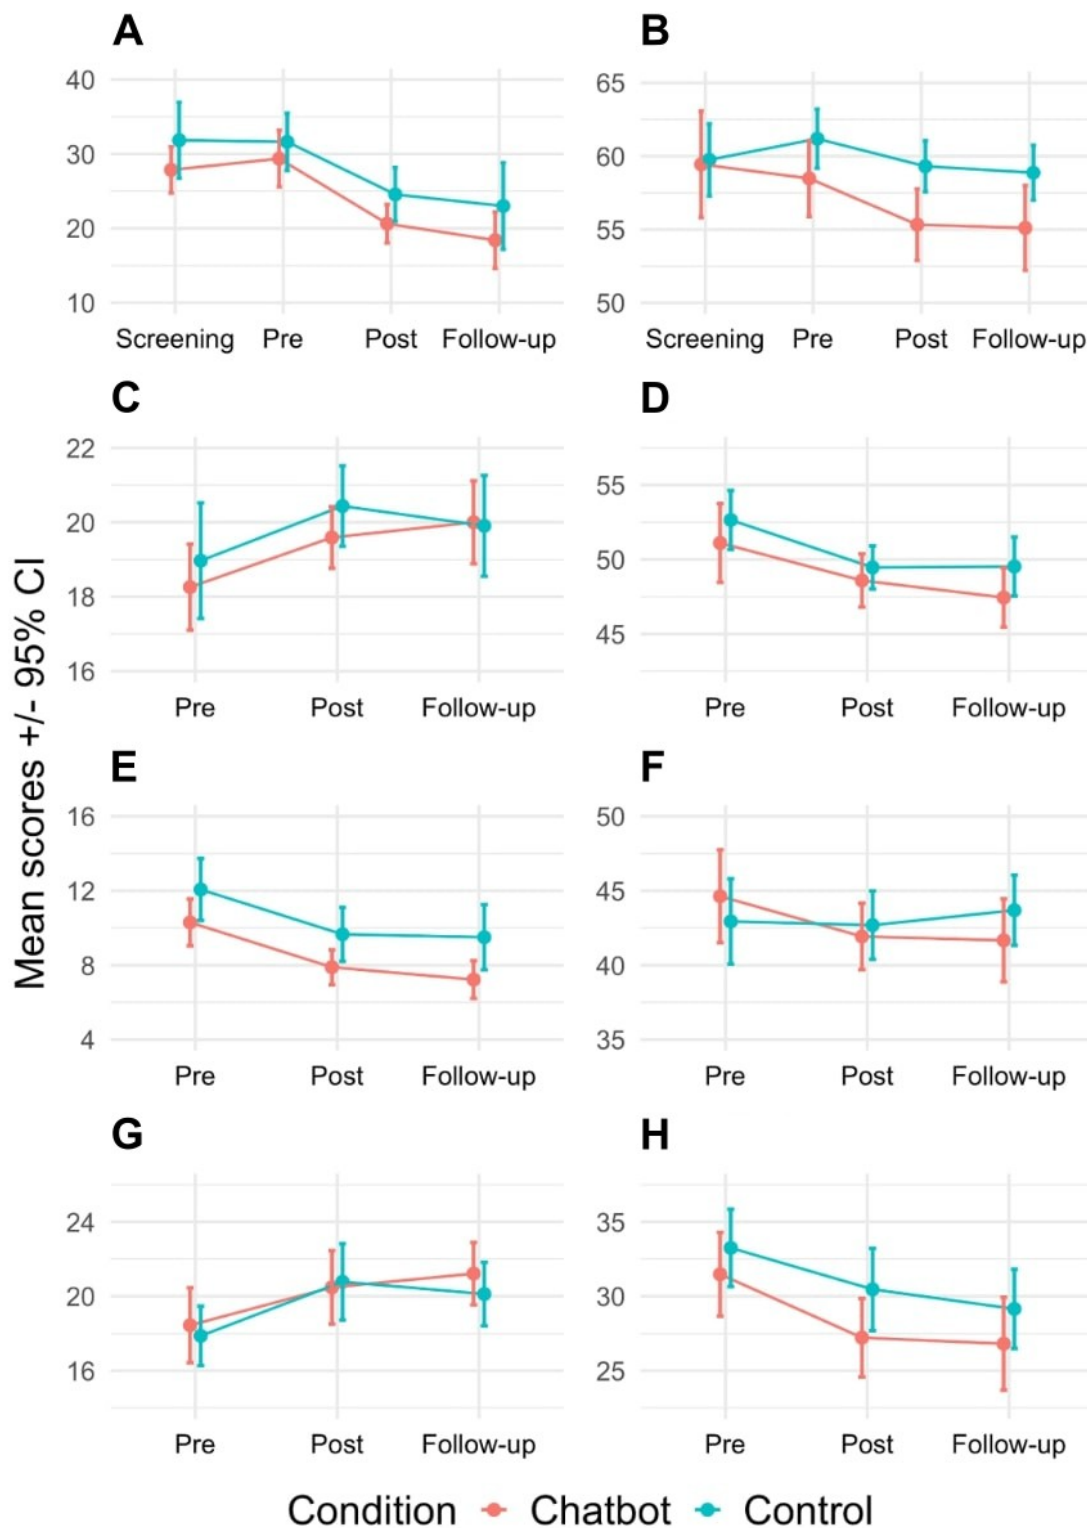 A
40
30
20
10
Screening Pre Post Follow-up
B
65
60
55
50
Screening Pre Post Follow-up
C
22
20
18
16
Pre Post Follow-up
D
55
50
45
Pre Post Follow-up
Mean scores +/- 95% CI
E
16
12
8
4
Pre Post Follow-up
F
50
45
40
35
Pre Post Follow-up
G
24
20
16
Pre Post Follow-up
H
35
30
25
Pre Post Follow-up
Condition Chatbot Control